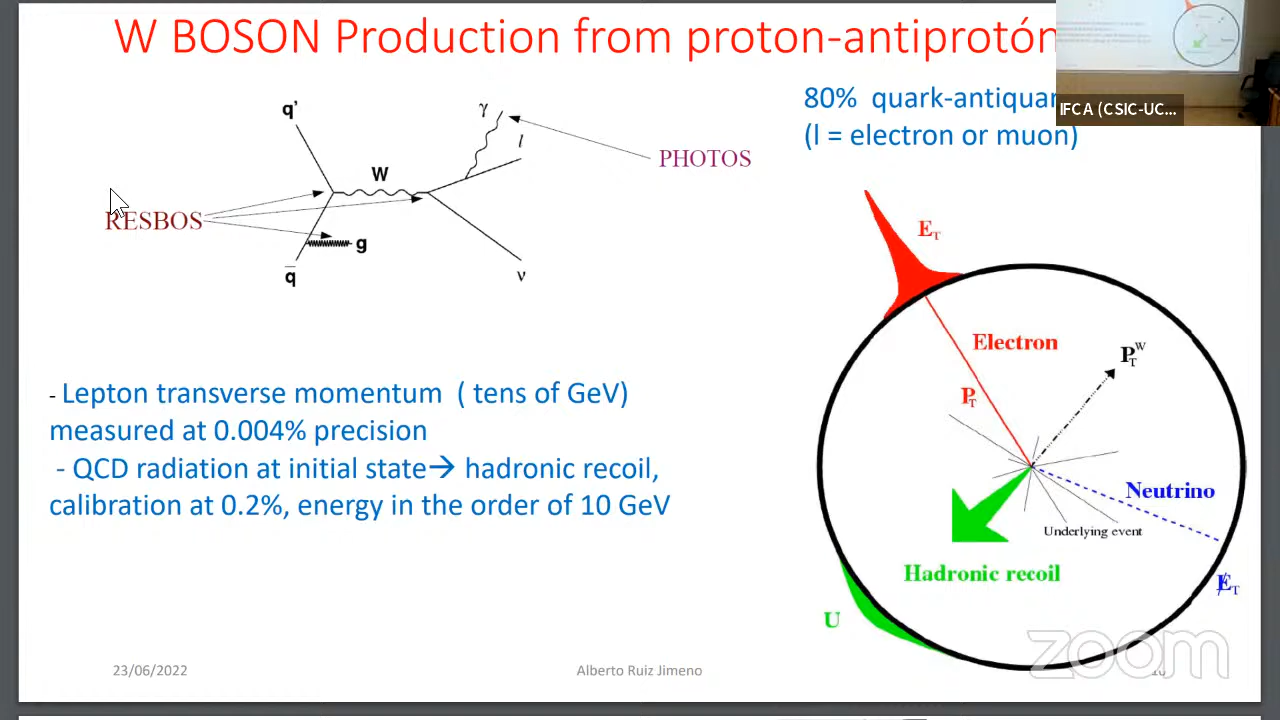 W BOSON Production from proton-antiprotón
80% quark-antiquar
(l = electron or muon)
IFCA (CSIC-UC...
q'
γ
l
W
PHOTOS
RESBOS
g
q̅
ν
E_T
Electron
P_T^W
P_T
- Lepton transverse momentum ( tens of GeV)
measured at 0.004% precision
- QCD radiation at initial state→ hadronic recoil,
calibration at 0.2%, energy in the order of 10 GeV
Neutrino
Underlying event
Hadronic recoil
E̸_T
U
23/06/2022
Alberto Ruiz Jimeno
zoom